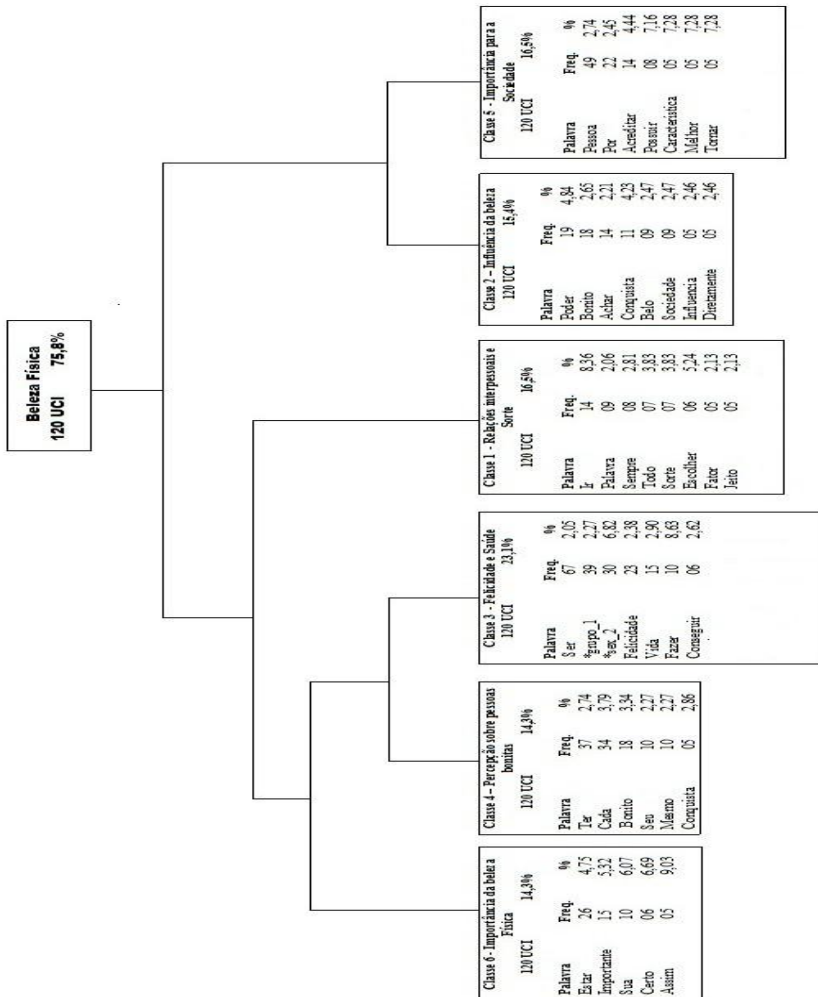 Beleza Física
120 UCI 75,8%
Classe 6 - Importância da beleza
Física
120 UCI 14,3%
Palavra Freq. %
Estar 26 4,75
Importante 15 5,32
Sua 10 6,07
Certo 06 6,69
Assim 05 9,03
Classe 4 – Percepção sobre pessoas
bonitas
120 UCI 14,3%
Palavra Freq. %
Ter 37 2,74
Cada 34 3,79
Bonito 18 3,34
Seu 10 2,27
Mesmo 10 2,27
Conquista 05 2,86
Classe 3 - Felicidade e Saúde
120 UCI 23,1%
Palavra Freq. %
Ser 67 2,05
*grupo_1 39 2,27
*sex_2 30 6,82
Felicidade 23 2,38
Vida 15 2,90
Fazer 10 8,63
Conseguir 06 2,62
Classe 1 - Relações interpessoais e
Sorte
120 UCI 16,5%
Palavra Freq. %
Ir 14 8,36
Palavra 09 2,06
Sempre 08 2,81
Todo 07 3,83
Sorte 07 3,83
Escolher 06 5,24
Fator 05 2,13
Jeito 05 2,13
Classe 2 – Influência da beleza
120 UCI 15,4%
Palavra Freq. %
Poder 19 4,84
Bonito 18 2,65
Achar 14 2,21
Conquista 11 4,23
Belo 09 2,47
Sociedade 09 2,47
Influencia 05 2,46
Diretamente 05 2,46
Classe 5 - Importância para a
Sociedade
120 UCI 16,5%
Palavra Freq. %
Pessoa 49 2,74
Por 22 2,45
Acreditar 14 4,44
Possuir 08 7,16
Característica 05 7,28
Melhor 05 7,28
Tornar 05 7,28